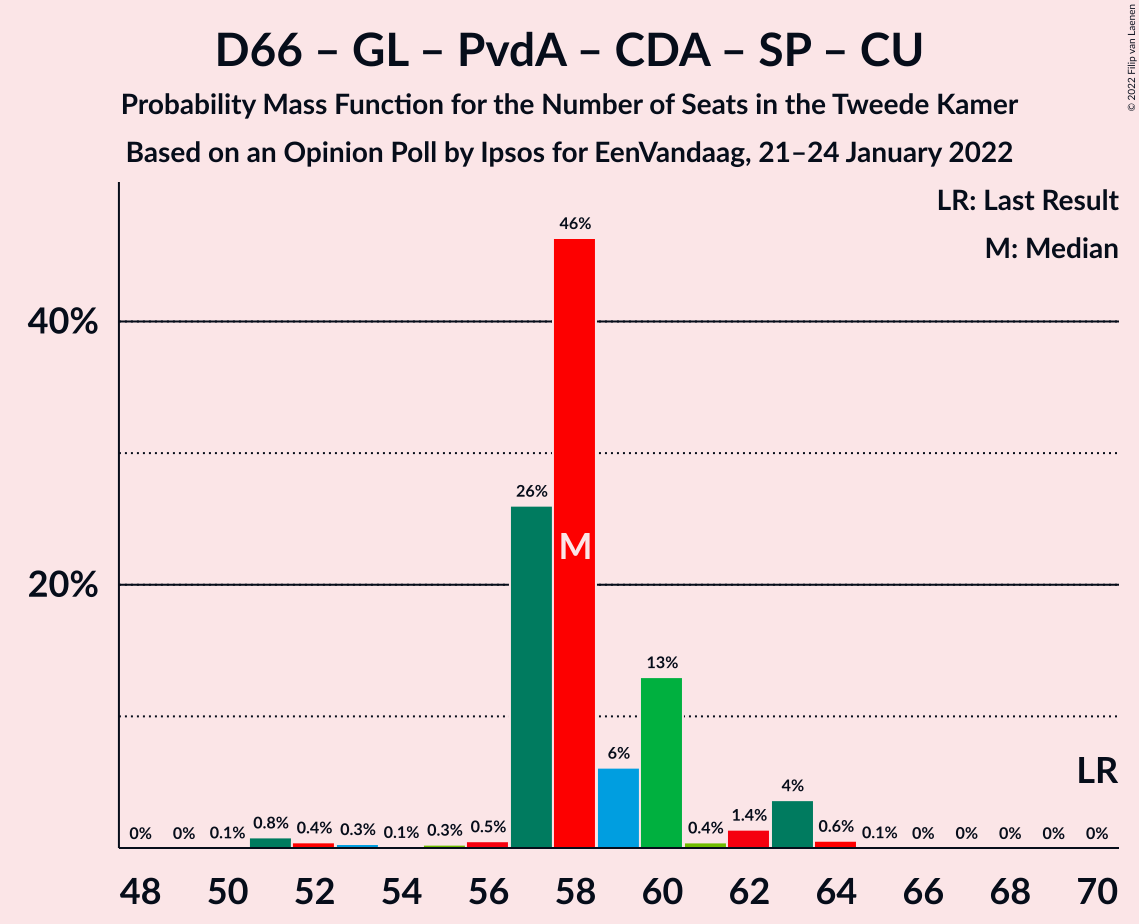 D66 – GL – PvdA – CDA – SP – CU
Probability Mass Function for the Number of Seats in the Tweede Kamer
Based on an Opinion Poll by Ipsos for EenVandaag, 21–24 January 2022
© 2022 Filip van Laenen
LR: Last Result
M: Median
40%
20%
0% 0% 0.1% 0.8% 0.4% 0.3% 0.1% 0.3% 0.5% 26% 46% 6% 13% 0.4% 1.4% 4% 0.6% 0.1% 0% 0% 0% 0% 0%
M
LR
48 50 52 54 56 58 60 62 64 66 68 70